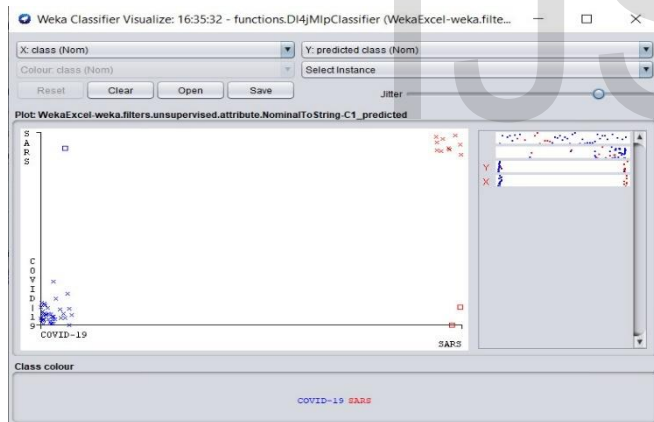 Weka Classifier Visualize: 16:35:32 - functions.Dl4jMlpClassifier (WekaExcel-weka.filte...
X: class (Nom)
Y: predicted class (Nom)
Colour: class (Nom)
Select Instance
Reset
Clear
Open
Save
Jitter
Plot: WekaExcel-weka.filters.unsupervised.attribute.NominalToString-C1_predicted
SARS
COVID-19
COVID-19
SARS
Y
X
Class colour
COVID-19 SARS